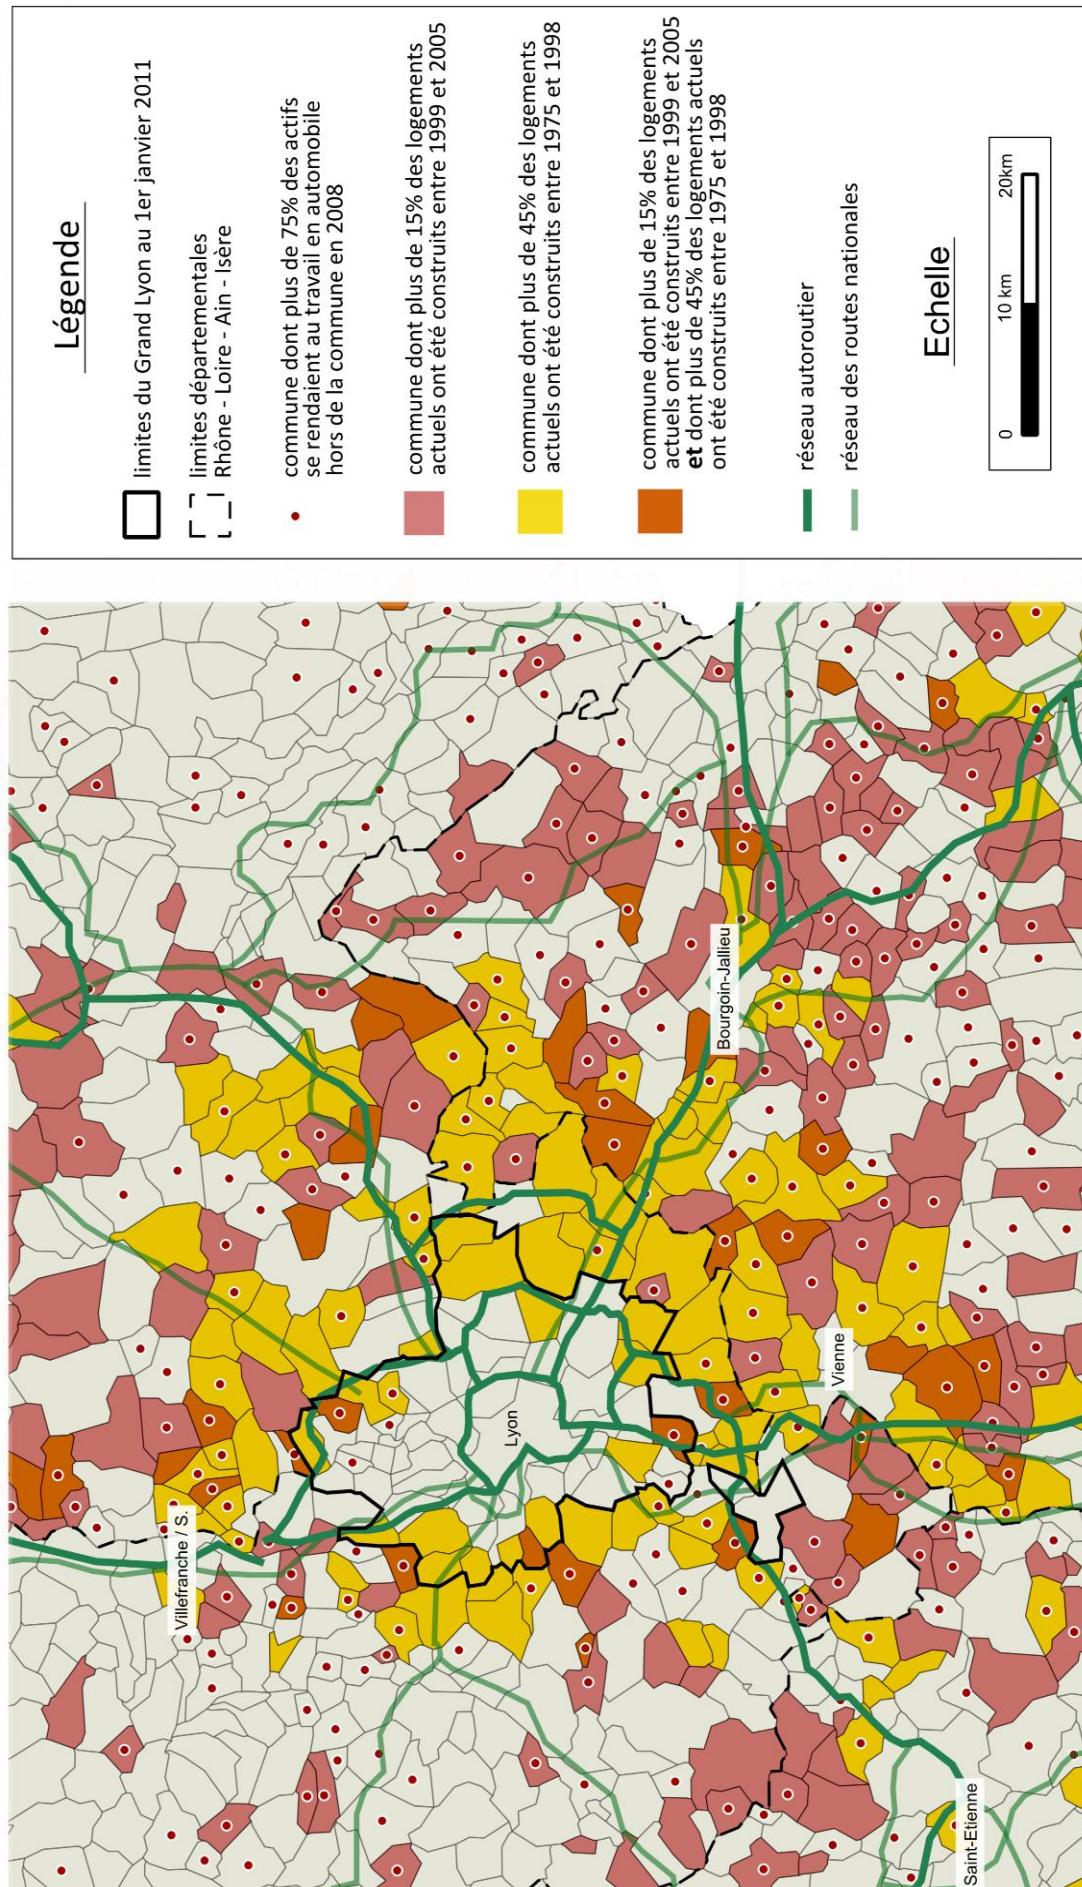 Légende
limites du Grand Lyon au 1er janvier 2011
limites départementales
Rhône - Loire - Ain - Isère
commune dont plus de 75% des actifs
se rendaient au travail en automobile
hors de la commune en 2008
commune dont plus de 15% des logements
actuels ont été construits entre 1999 et 2005
commune dont plus de 45% des logements
actuels ont été construits entre 1975 et 1998
commune dont plus de 15% des logements
actuels ont été construits entre 1999 et 2005
et dont plus de 45% des logements actuels
ont été construits entre 1975 et 1998
réseau autoroutier
réseau des routes nationales
Echelle
0 10 km 20km
Villefranche / S.
Lyon
Bourgoin-Jallieu
Vienne
Saint-Etienne